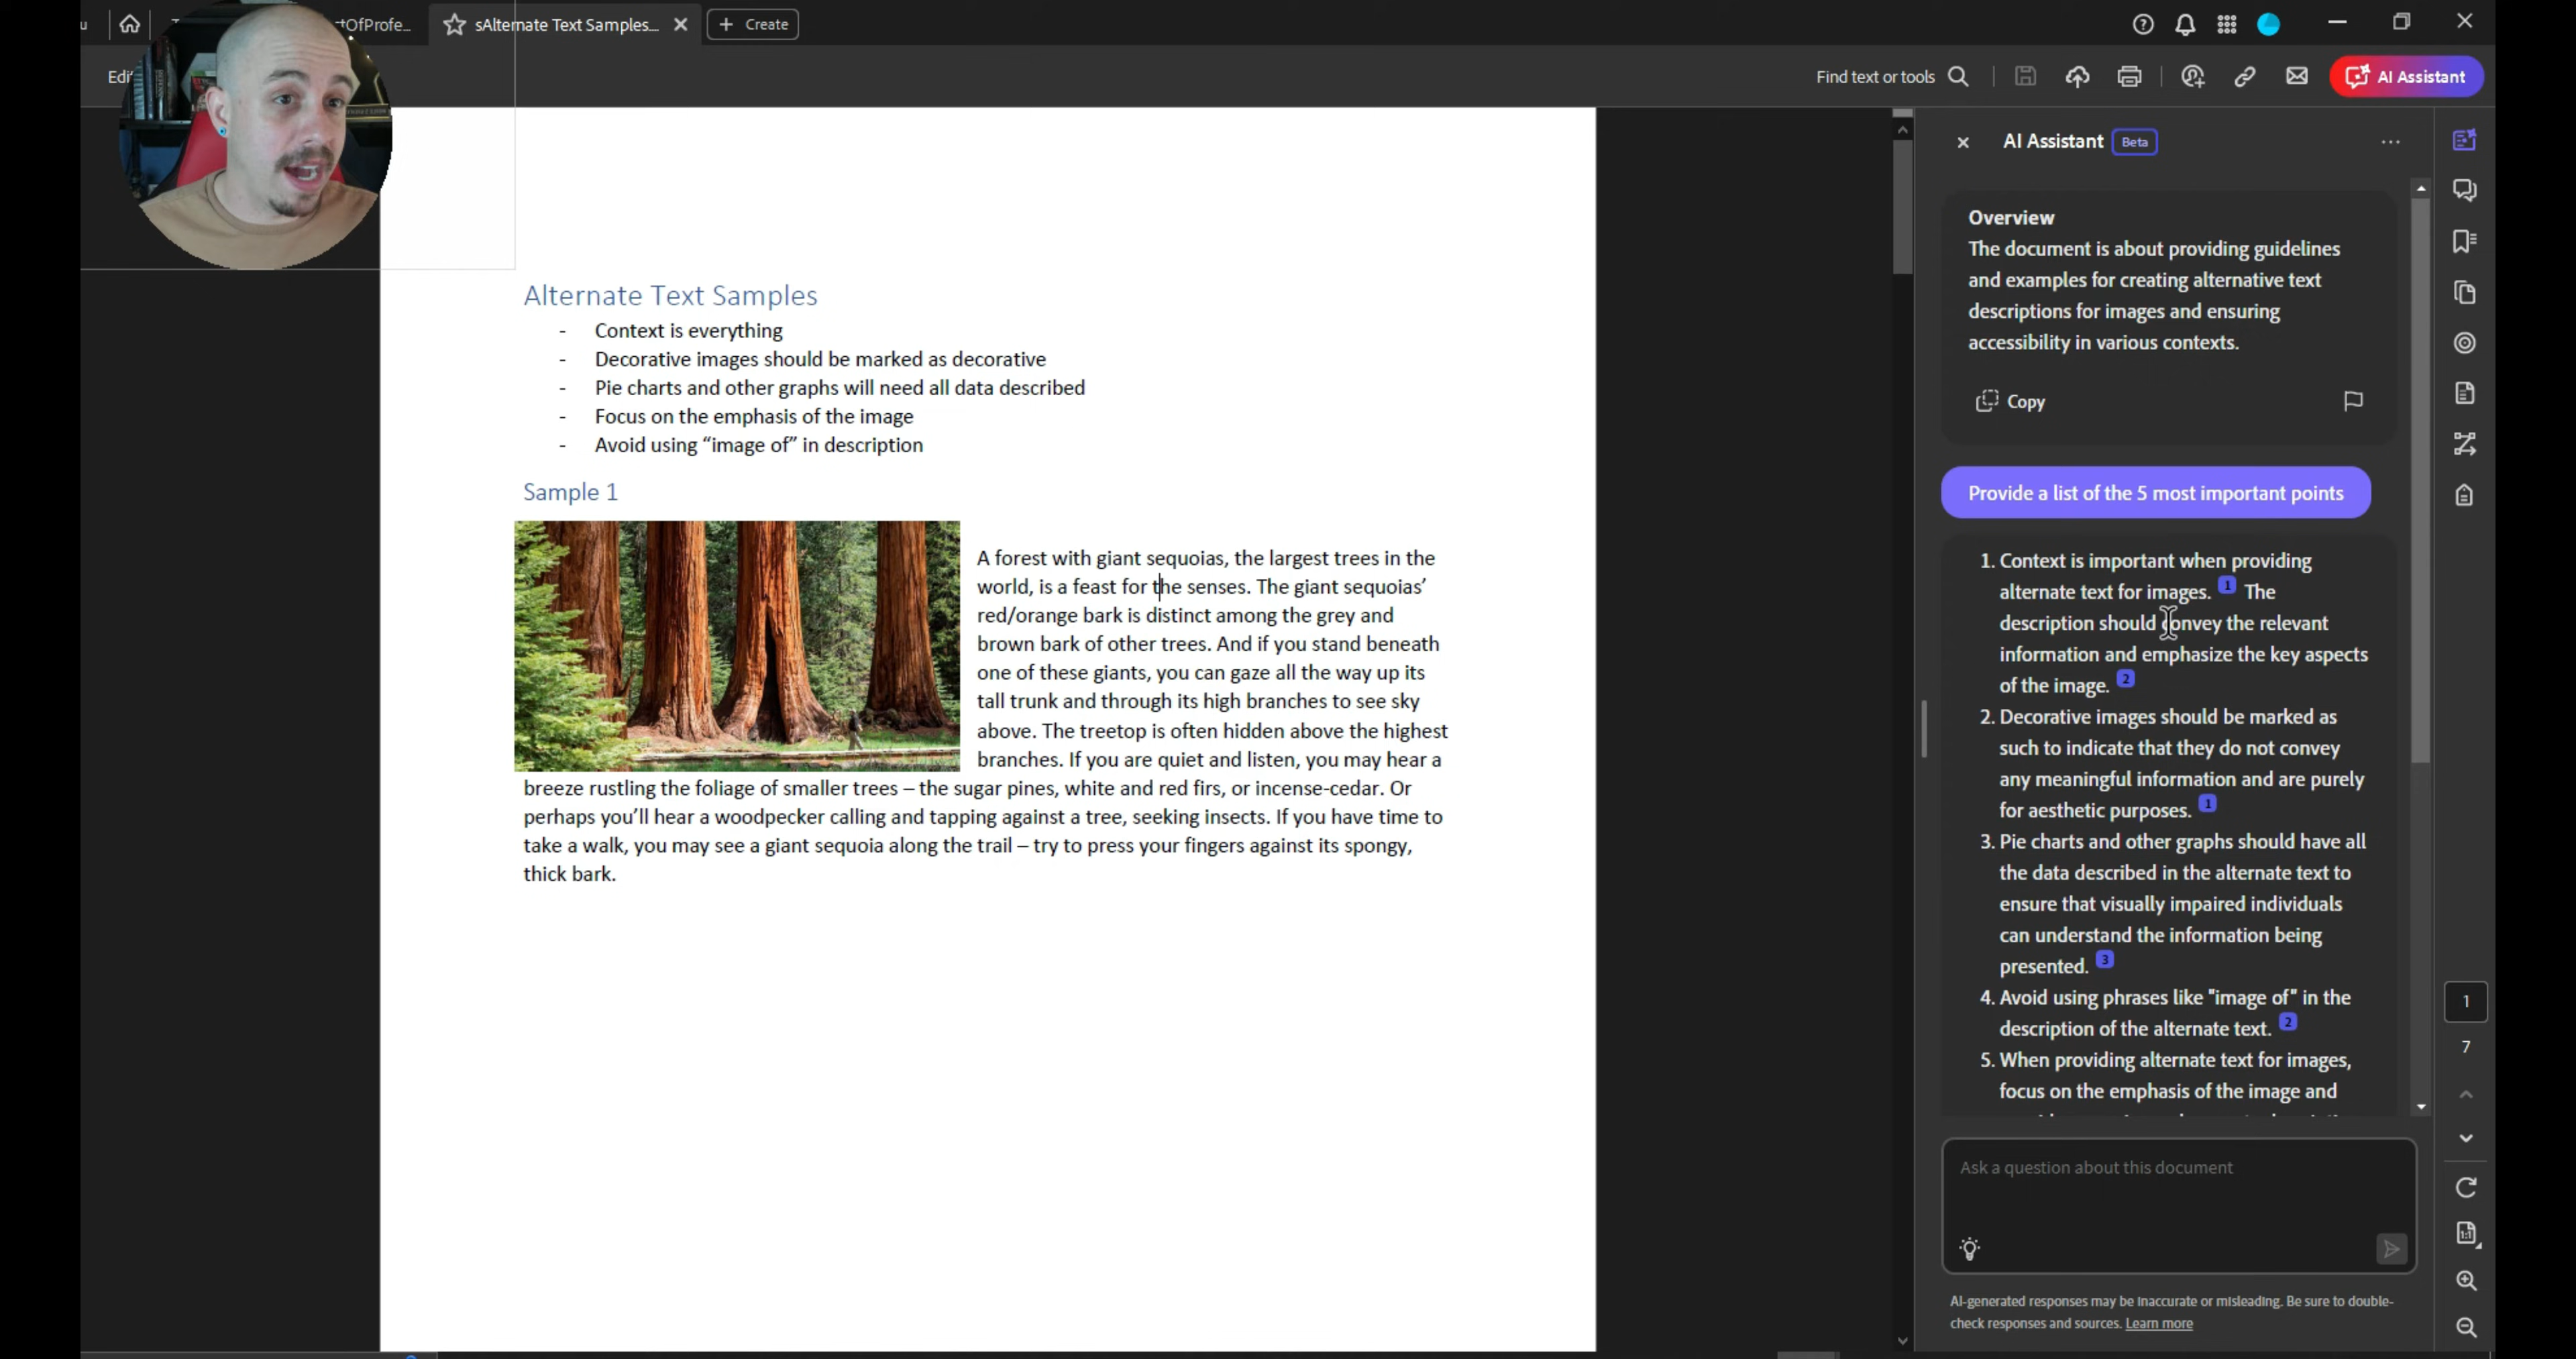 tOfProfe...
sAlternate Text Samples...
Create
Find text or tools
AI Assistant
Alternate Text Samples
- Context is everything
- Decorative images should be marked as decorative
- Pie charts and other graphs will need all data described
- Focus on the emphasis of the image
- Avoid using “image of” in description
Sample 1
A forest with giant sequoias, the largest trees in the
world, is a feast for the senses. The giant sequoias’
red/orange bark is distinct among the grey and
brown bark of other trees. And if you stand beneath
one of these giants, you can gaze all the way up its
tall trunk and through its high branches to see sky
above. The treetop is often hidden above the highest
branches. If you are quiet and listen, you may hear a
breeze rustling the foliage of smaller trees – the sugar pines, white and red firs, or incense-cedar. Or
perhaps you’ll hear a woodpecker calling and tapping against a tree, seeking insects. If you have time to
take a walk, you may see a giant sequoia along the trail – try to press your fingers against its spongy,
thick bark.
AI Assistant Beta
Overview
The document is about providing guidelines
and examples for creating alternative text
descriptions for images and ensuring
accessibility in various contexts.
Copy
Provide a list of the 5 most important points
1. Context is important when providing
alternate text for images. 1 The
description should convey the relevant
information and emphasize the key aspects
of the image. 2
2. Decorative images should be marked as
such to indicate that they do not convey
any meaningful information and are purely
for aesthetic purposes. 1
3. Pie charts and other graphs should have all
the data described in the alternate text to
ensure that visually impaired individuals
can understand the information being
presented. 3
4. Avoid using phrases like "image of" in the
description of the alternate text. 2
5. When providing alternate text for images,
focus on the emphasis of the image and
Ask a question about this document
AI-generated responses may be inaccurate or misleading. Be sure to double-
check responses and sources. Learn more
1
7
1:1